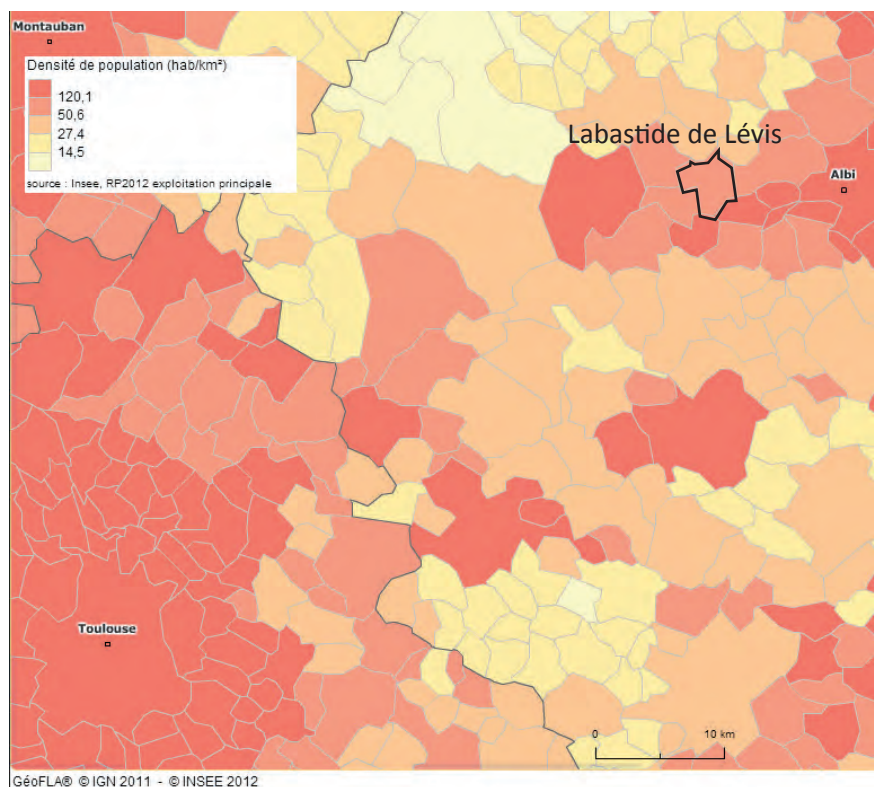 Montauban
Densité de population (hab/km²)
120,1
50,6
27,4
14,5
source : Insee, RP2012 exploitation principale
Labastide de Lévis
Albi
Toulouse
0 10 km
GéoFLA® © IGN 2011 - © INSEE 2012